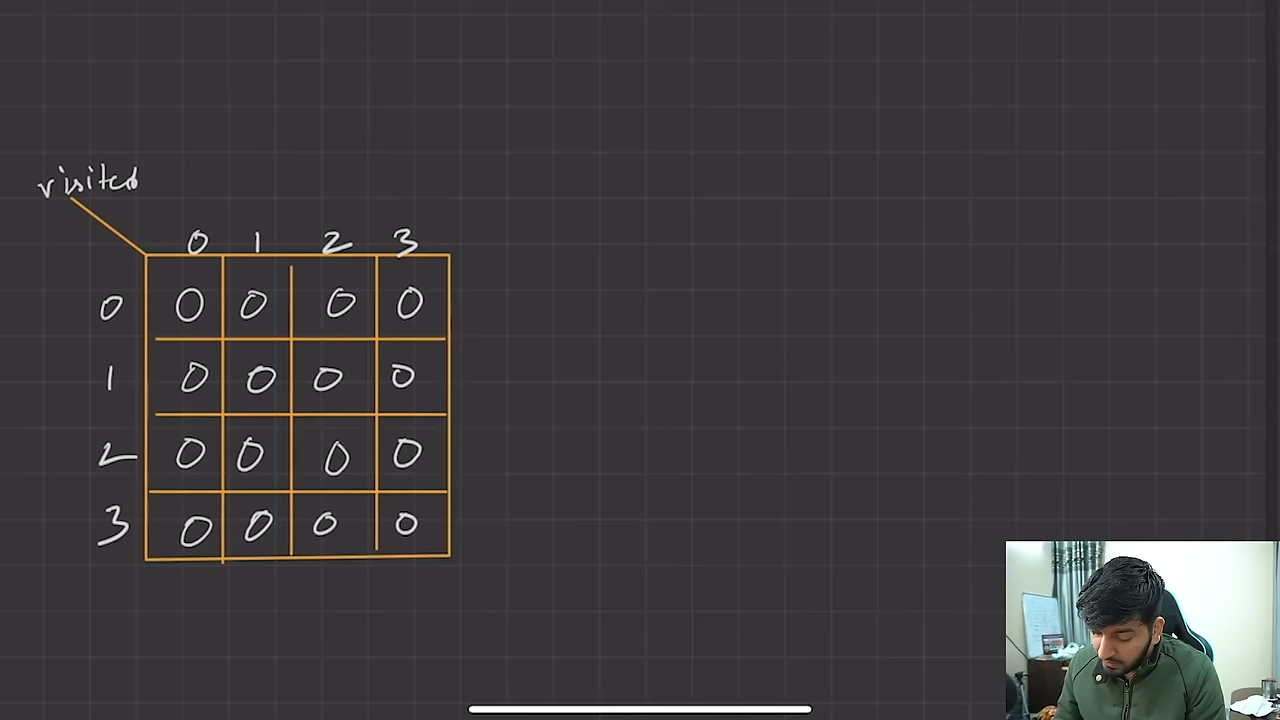 visited
0 1 2 3
0 0 0 0 0
1 0 0 0 0
2 0 0 0 0
3 0 0 0 0